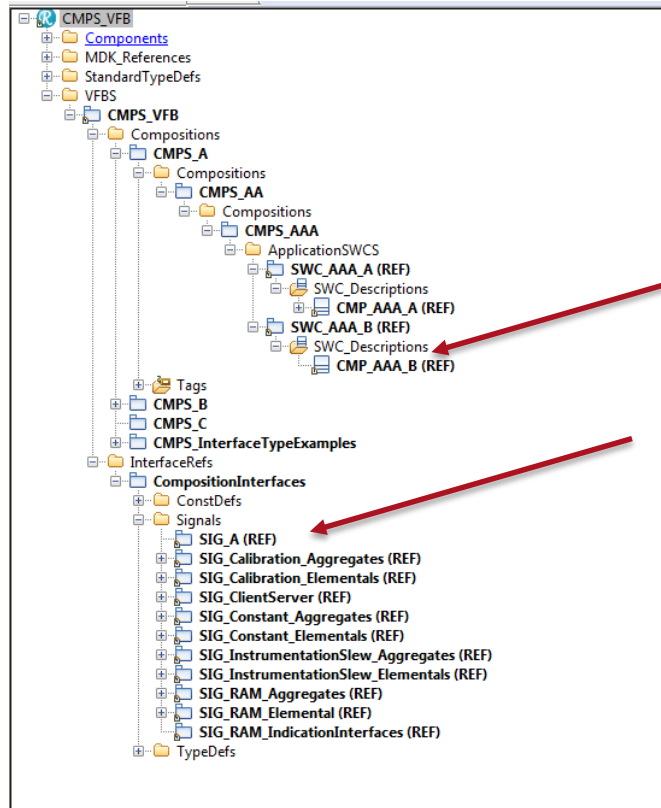 CMPS_VFB
Components
MDK_References
StandardTypeDefs
VFBS
CMPS_VFB
Compositions
CMPS_A
Compositions
CMPS_AA
Compositions
CMPS_AAA
ApplicationSWCS
SWC_AAA_A (REF)
SWC_Descriptions
CMP_AAA_A (REF)
SWC_AAA_B (REF)
SWC_Descriptions
CMP_AAA_B (REF)
Tags
CMPS_B
CMPS_C
CMPS_InterfaceTypeExamples
InterfaceRefs
CompositionInterfaces
ConstDefs
Signals
SIG_A (REF)
SIG_Calibration_Aggregates (REF)
SIG_Calibration_Elementals (REF)
SIG_ClientServer (REF)
SIG_Constant_Aggregates (REF)
SIG_Constant_Elementals (REF)
SIG_InstrumentationSlew_Aggregates (REF)
SIG_InstrumentationSlew_Elementals (REF)
SIG_RAM_Aggregates (REF)
SIG_RAM_Elemental (REF)
SIG_RAM_IndicationInterfaces (REF)
TypeDefs